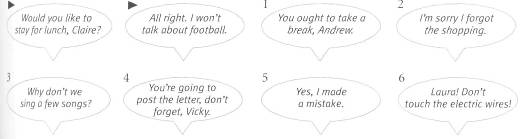 ▶ ▶ 1 2
Would you like to
stay for lunch, Claire?
All right. I won't
talk about football.
You ought to take a
break, Andrew.
I'm sorry I forgot
the shopping.
3 4 5 6
Why don't we
sing a few songs?
You're going to
post the letter, don't
forget, Vicky.
Yes, I made
a mistake.
Laura! Don't
touch the electric wires!